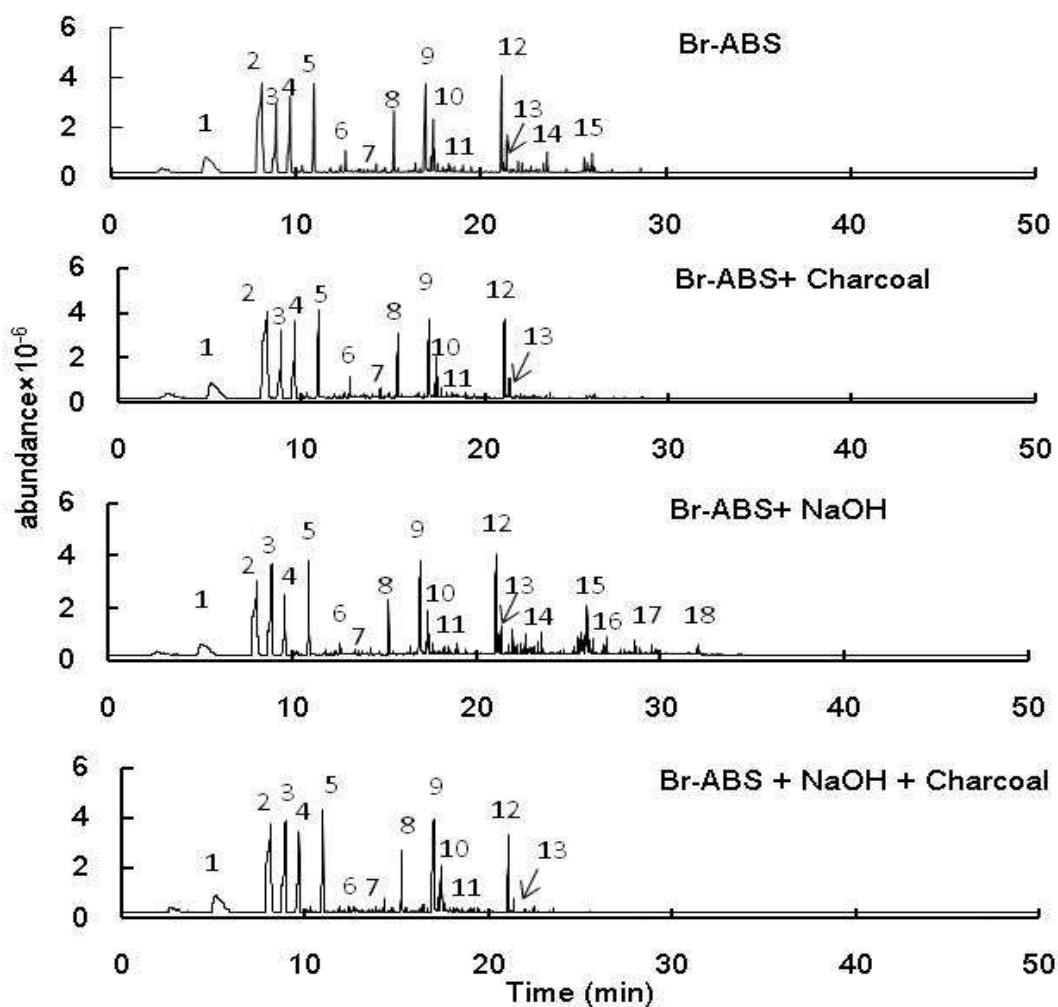 6
4
2
0
Br-ABS
1 2 3 4 5 6 7 8 9 10 11 12 13 14 15
0 10 20 30 40 50
6
4
2
0
Br-ABS+ Charcoal
1 2 3 4 5 6 7 8 9 10 11 12 13
0 10 20 30 40 50
abundance×10⁻⁶
6
4
2
0
Br-ABS+ NaOH
1 2 3 4 5 6 7 8 9 10 11 12 13 14 15 16 17 18
0 10 20 30 40 50
6
4
2
0
Br-ABS + NaOH + Charcoal
1 2 3 4 5 6 7 8 9 10 11 12 13
0 10 20 30 40 50
Time (min)